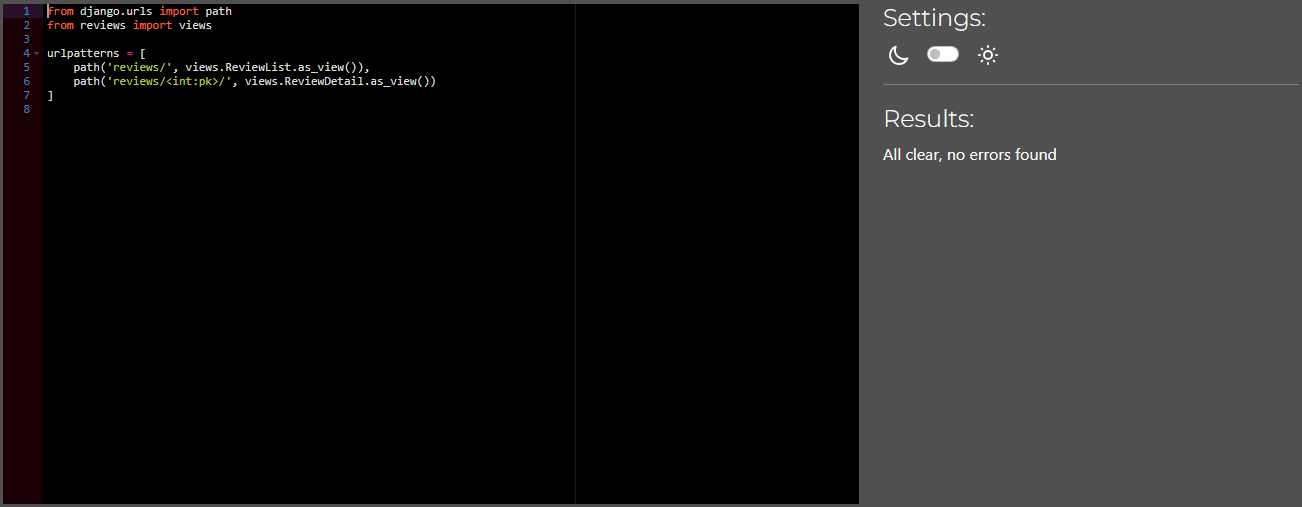 1 from django.urls import path
2 from reviews import views
3
4 urlpatterns = [
5     path('reviews/', views.ReviewList.as_view()),
6     path('reviews/<int:pk>/', views.ReviewDetail.as_view())
7 ]
8
Settings:
Results:
All clear, no errors found